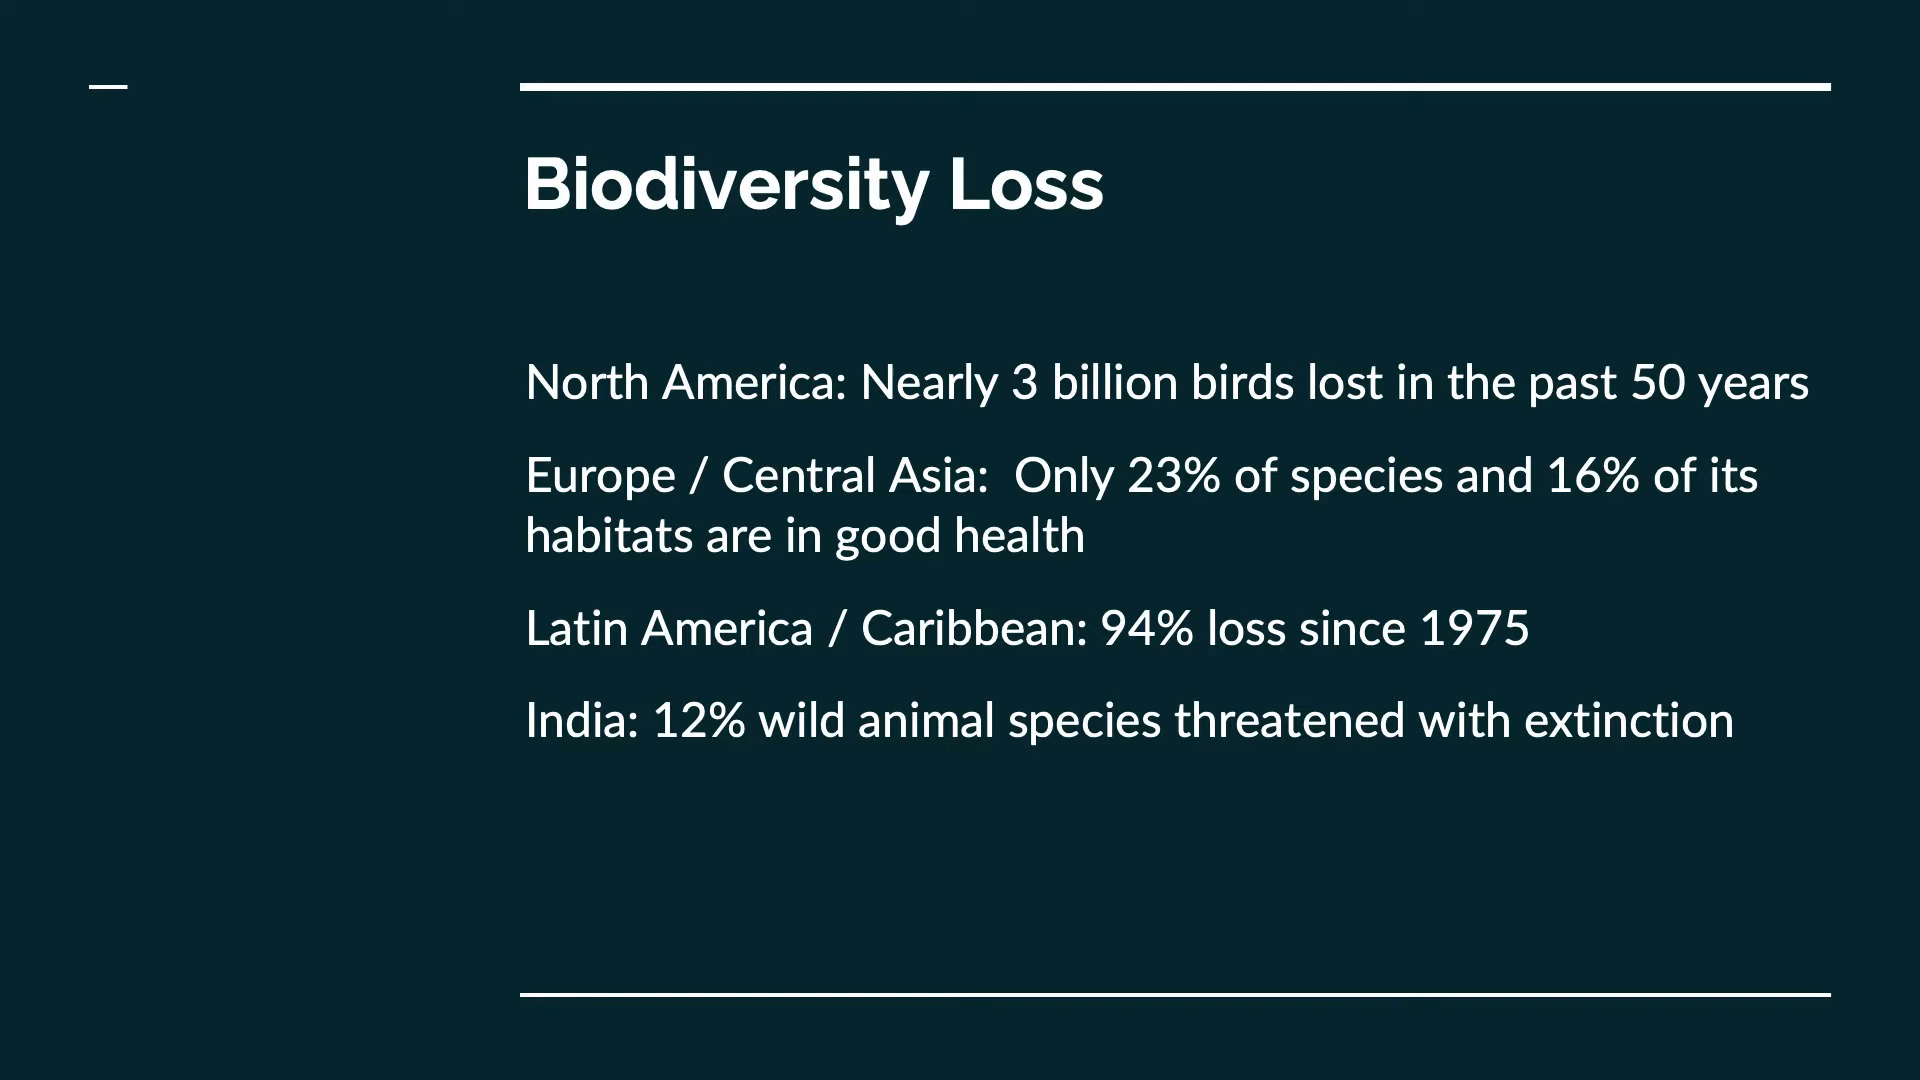 Biodiversity Loss
North America: Nearly 3 billion birds lost in the past 50 years
Europe / Central Asia:  Only 23% of species and 16% of its
habitats are in good health
Latin America / Caribbean: 94% loss since 1975
India: 12% wild animal species threatened with extinction